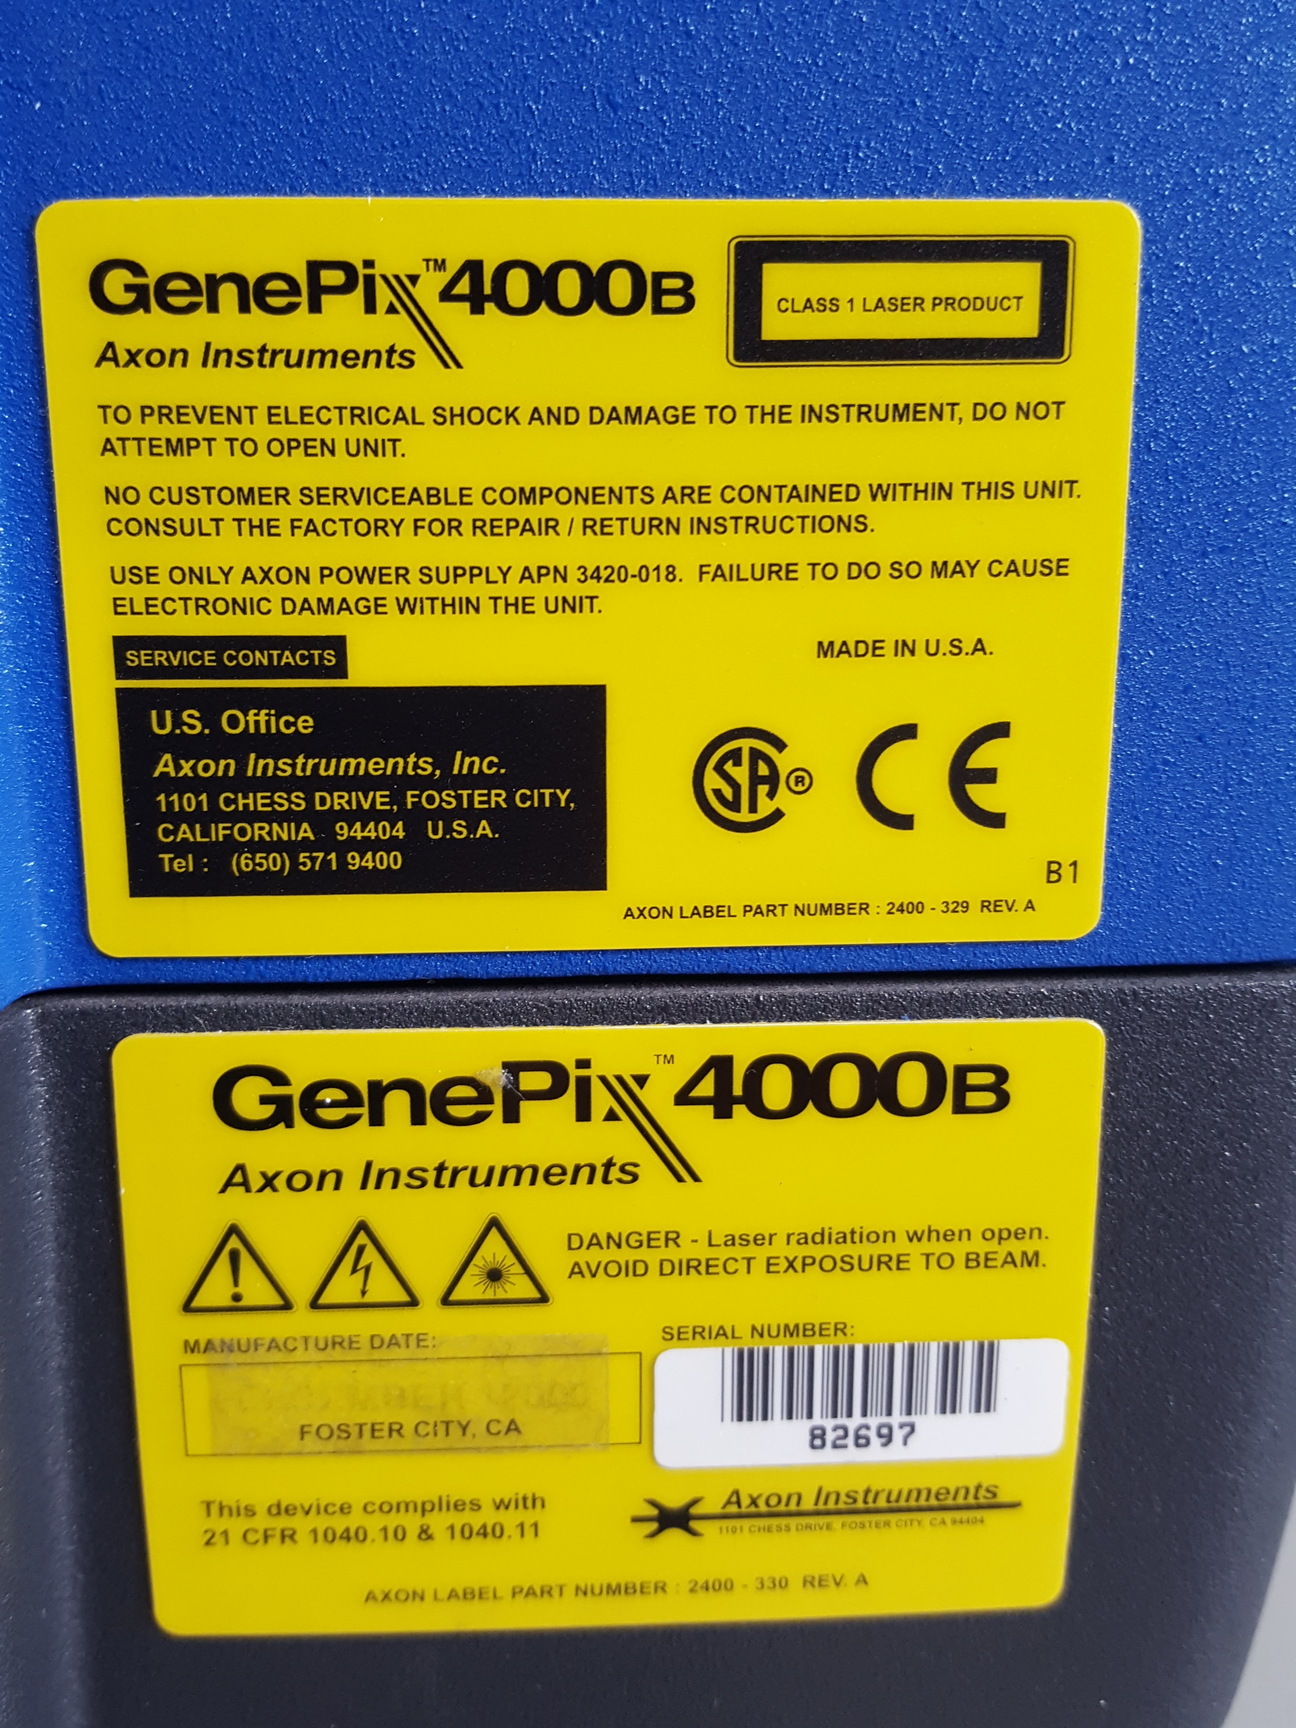 GenePix™ 4000B
Axon Instruments
CLASS 1 LASER PRODUCT
TO PREVENT ELECTRICAL SHOCK AND DAMAGE TO THE INSTRUMENT, DO NOT
ATTEMPT TO OPEN UNIT.
NO CUSTOMER SERVICEABLE COMPONENTS ARE CONTAINED WITHIN THIS UNIT.
CONSULT THE FACTORY FOR REPAIR / RETURN INSTRUCTIONS.
USE ONLY AXON POWER SUPPLY APN 3420-018. FAILURE TO DO SO MAY CAUSE
ELECTRONIC DAMAGE WITHIN THE UNIT.
SERVICE CONTACTS
MADE IN U.S.A.
U.S. Office
Axon Instruments, Inc.
1101 CHESS DRIVE, FOSTER CITY,
CALIFORNIA 94404 U.S.A.
Tel : (650) 571 9400
SA® CE
B1
AXON LABEL PART NUMBER : 2400 - 329 REV. A
GenePix™ 4000B
Axon Instruments
DANGER - Laser radiation when open.
AVOID DIRECT EXPOSURE TO BEAM.
MANUFACTURE DATE:
FOSTER CITY, CA
SERIAL NUMBER:
82697
This device complies with
21 CFR 1040.10 & 1040.11
Axon Instruments
1101 CHESS DRIVE, FOSTER CITY, CA 94404
AXON LABEL PART NUMBER : 2400 - 330 REV. A